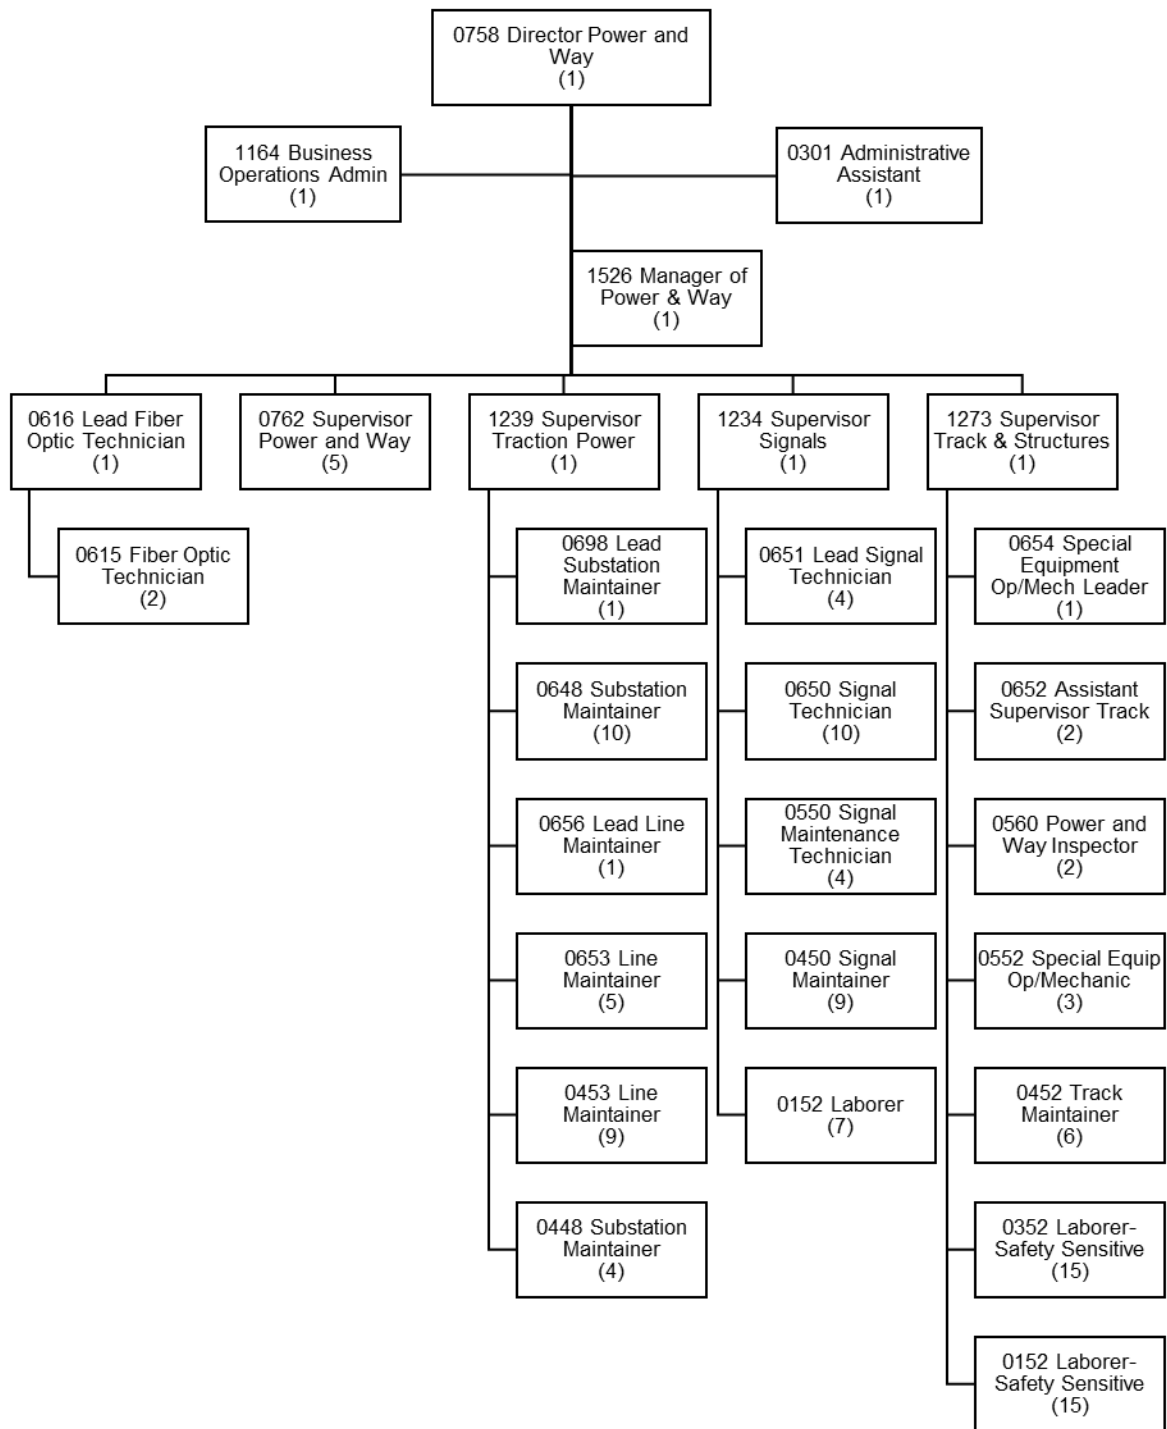 0758 Director Power and
Way
(1)
1164 Business
Operations Admin
(1)
0301 Administrative
Assistant
(1)
1526 Manager of
Power & Way
(1)
0616 Lead Fiber
Optic Technician
(1)
0762 Supervisor
Power and Way
(5)
1239 Supervisor
Traction Power
(1)
1234 Supervisor
Signals
(1)
1273 Supervisor
Track & Structures
(1)
0615 Fiber Optic
Technician
(2)
0698 Lead
Substation
Maintainer
(1)
0648 Substation
Maintainer
(10)
0656 Lead Line
Maintainer
(1)
0653 Line
Maintainer
(5)
0453 Line
Maintainer
(9)
0448 Substation
Maintainer
(4)
0651 Lead Signal
Technician
(4)
0650 Signal
Technician
(10)
0550 Signal
Maintenance
Technician
(4)
0450 Signal
Maintainer
(9)
0152 Laborer
(7)
0654 Special
Equipment
Op/Mech Leader
(1)
0652 Assistant
Supervisor Track
(2)
0560 Power and
Way Inspector
(2)
0552 Special Equip
Op/Mechanic
(3)
0452 Track
Maintainer
(6)
0352 Laborer-
Safety Sensitive
(15)
0152 Laborer-
Safety Sensitive
(15)